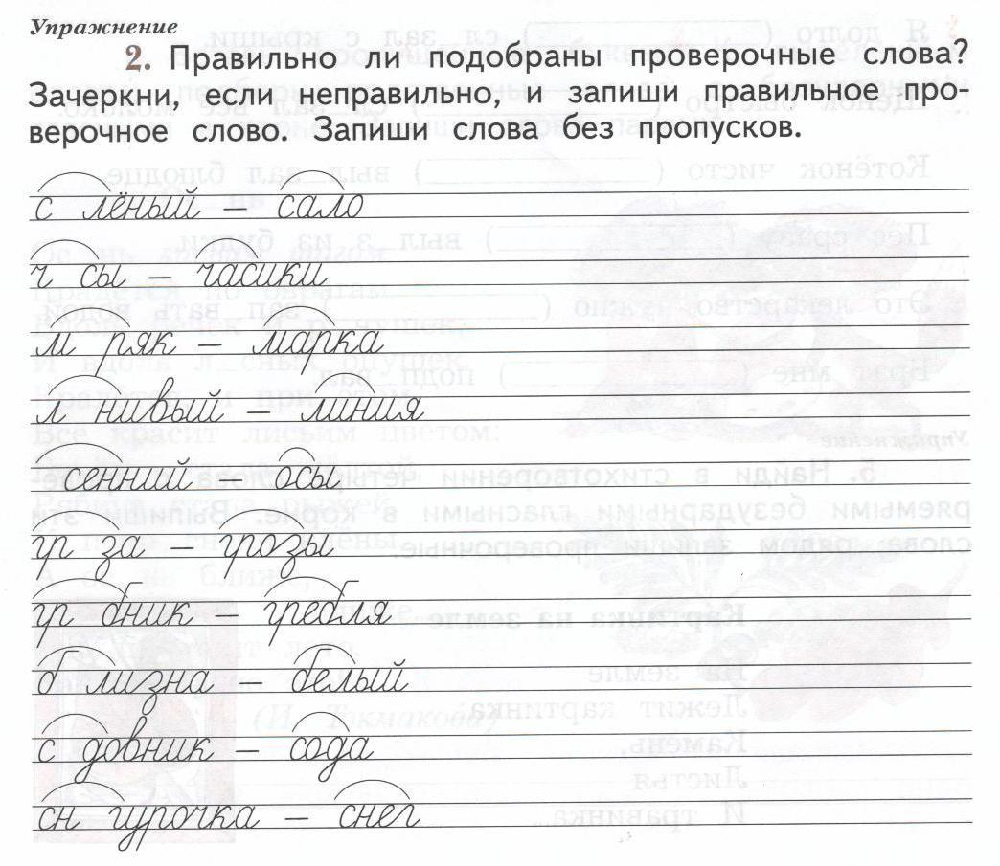 Упражнение
2. Правильно ли подобраны проверочные слова?
Зачеркни, если неправильно, и запиши правильное про-
верочное слово. Запиши слова без пропусков.
с лёный – сало
ч сы – часики
м ряк – марка
л нивый – линия
сенний – осы
гр за – грозы
гр бник – гребля
б лизна – белый
с довник – сода
сн гурочка – снег